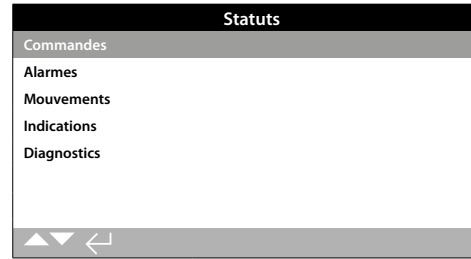 Statuts
Commandes
Alarmes
Mouvements
Indications
Diagnostics